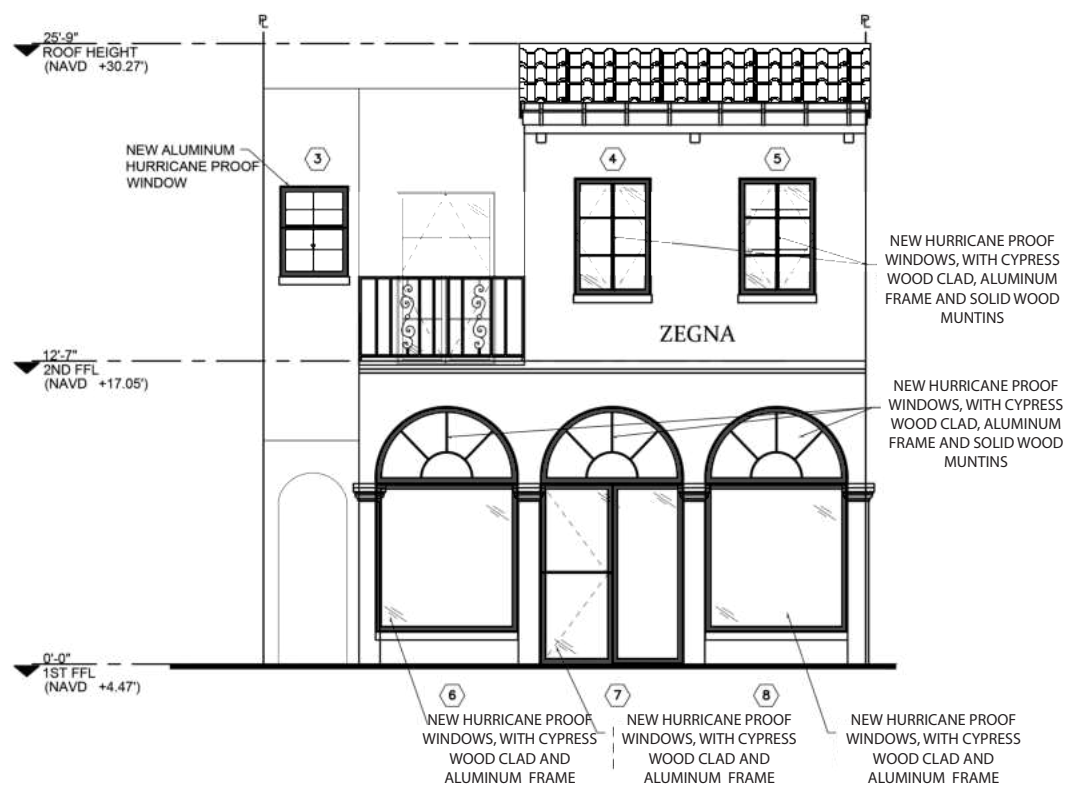 PL
PL
25'-9"
ROOF HEIGHT
(NAVD +30.27')
NEW ALUMINUM
HURRICANE PROOF
WINDOW
3
4
5
NEW HURRICANE PROOF
WINDOWS, WITH CYPRESS
WOOD CLAD, ALUMINUM
FRAME AND SOLID WOOD
MUNTINS
ZEGNA
12'-7"
2ND FFL
(NAVD +17.05')
NEW HURRICANE PROOF
WINDOWS, WITH CYPRESS
WOOD CLAD, ALUMINUM
FRAME AND SOLID WOOD
MUNTINS
0'-0"
1ST FFL
(NAVD +4.47')
6
7
8
NEW HURRICANE PROOF
WINDOWS, WITH CYPRESS
WOOD CLAD AND
ALUMINUM FRAME
NEW HURRICANE PROOF
WINDOWS, WITH CYPRESS
WOOD CLAD AND
ALUMINUM FRAME
NEW HURRICANE PROOF
WINDOWS, WITH CYPRESS
WOOD CLAD AND
ALUMINUM FRAME